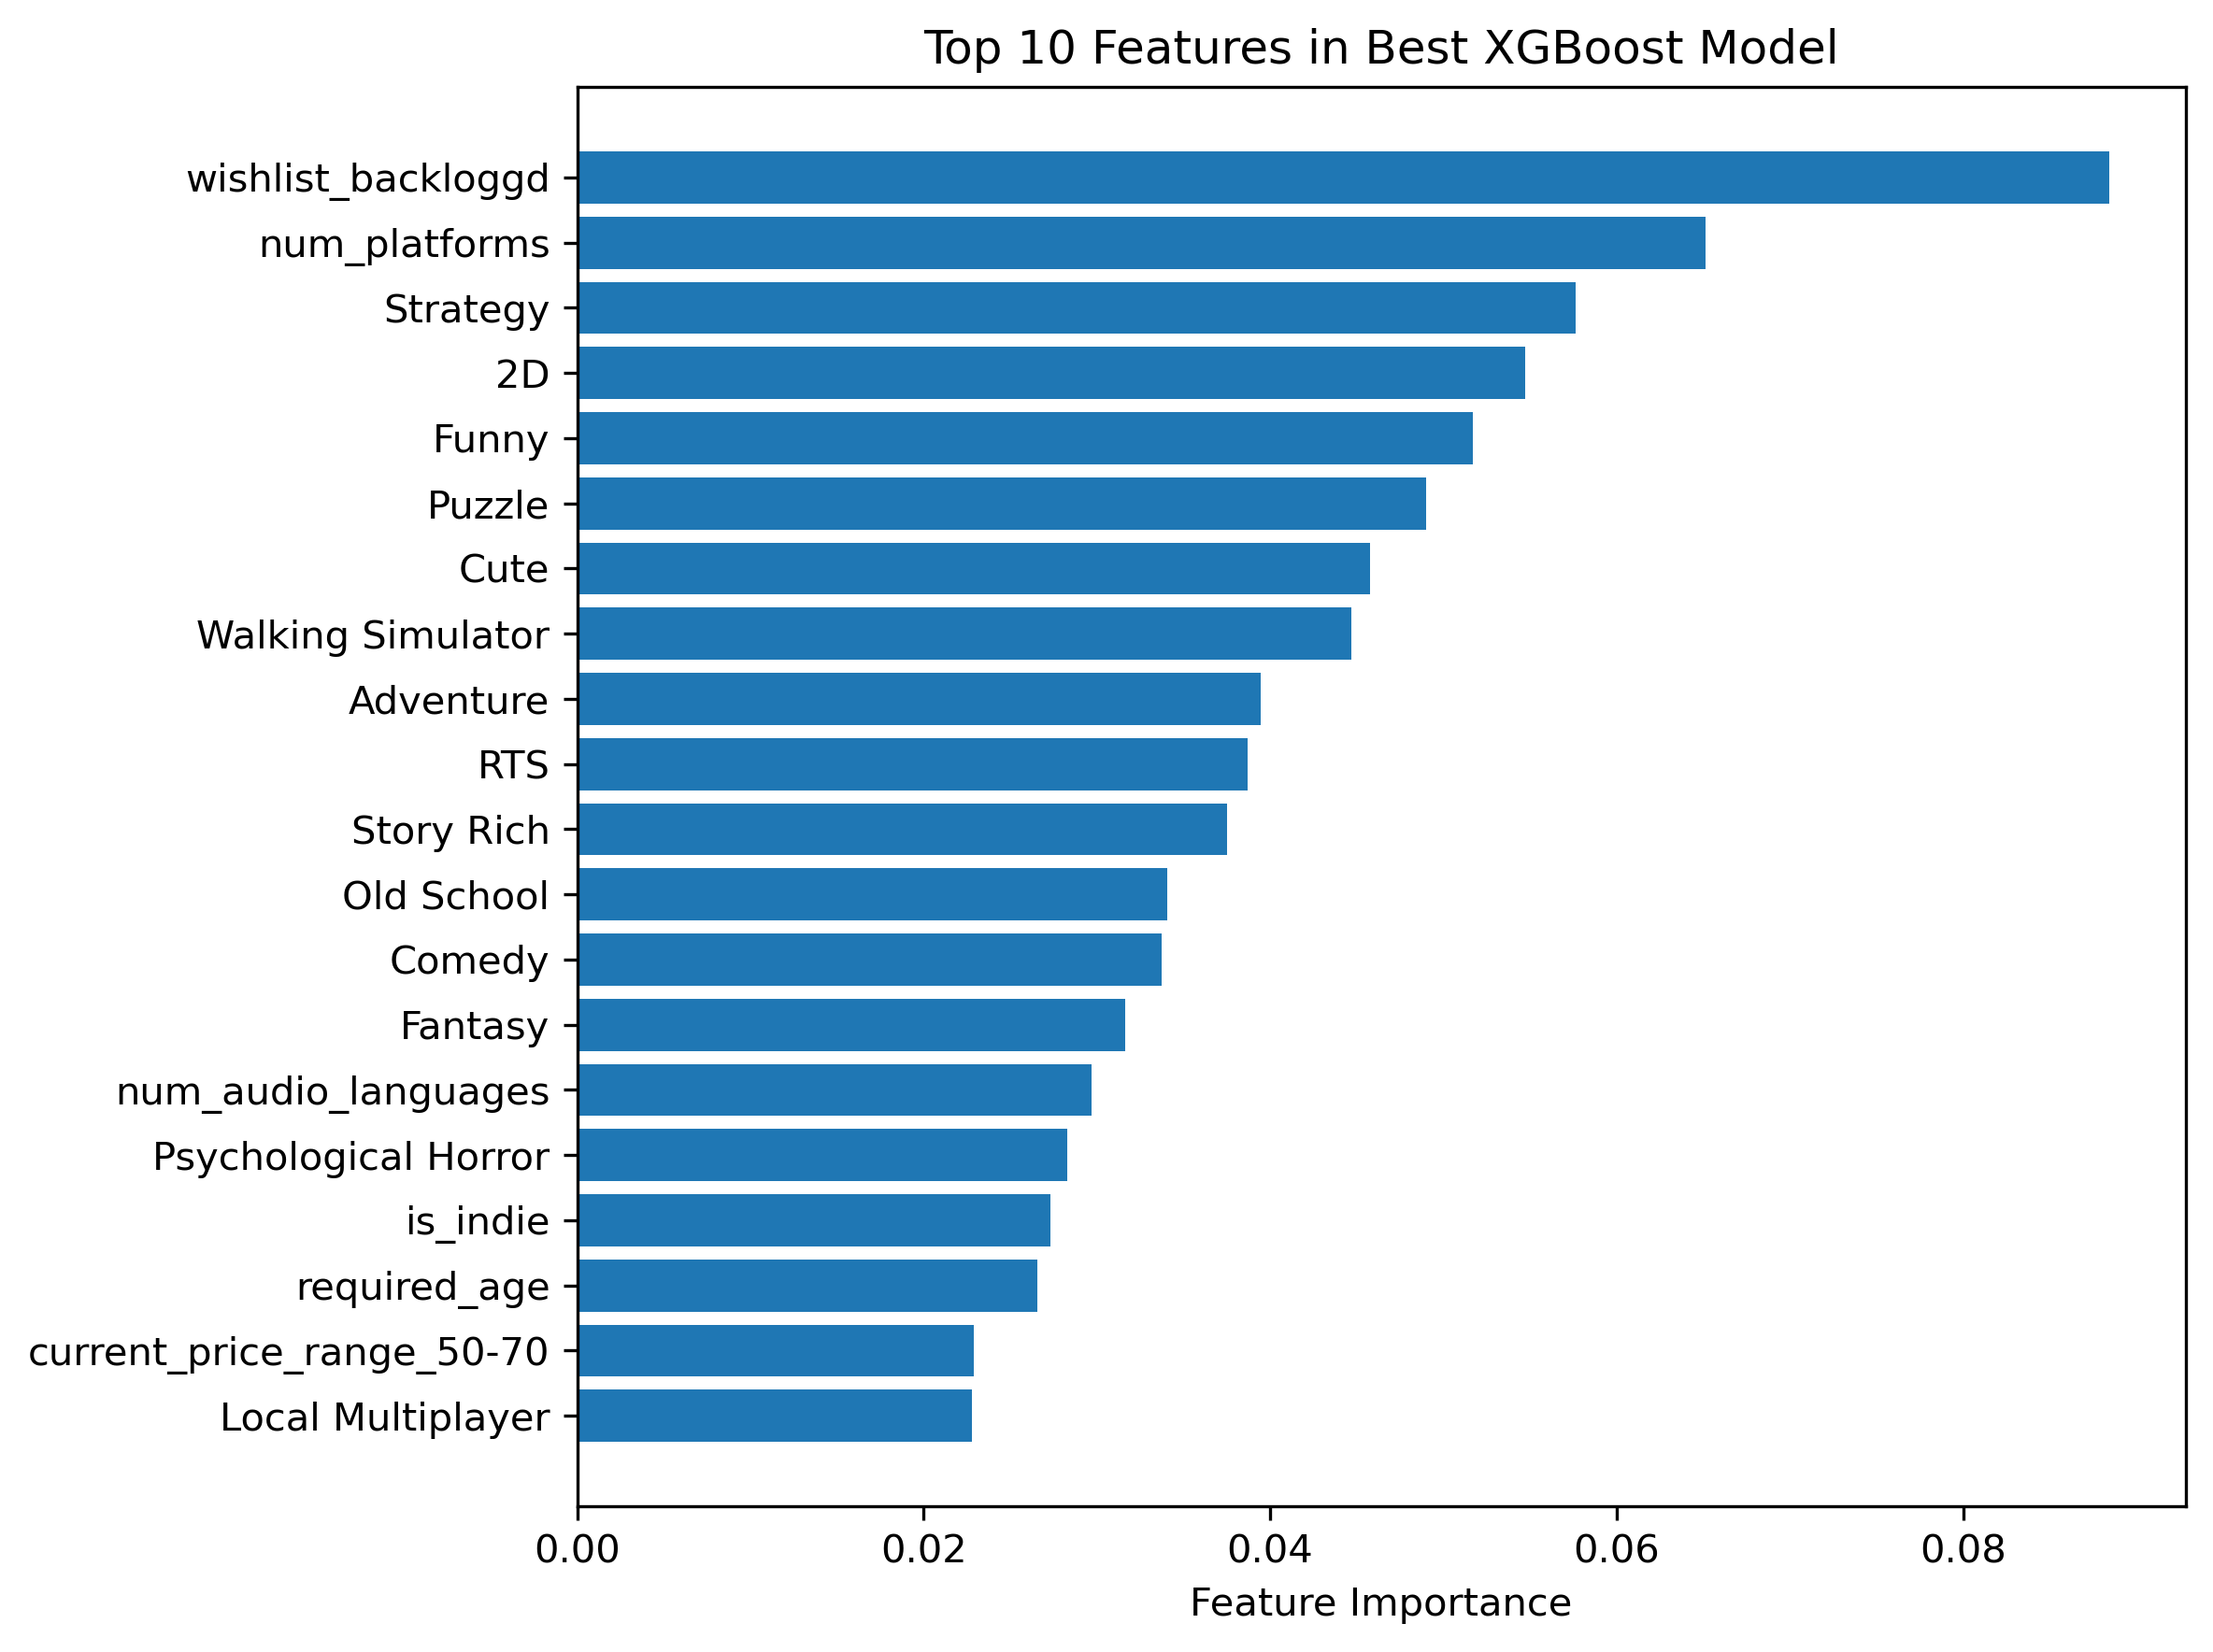 Top 10 Features in Best XGBoost Model
wishlist_backloggd
num_platforms
Strategy
2D
Funny
Puzzle
Cute
Walking Simulator
Adventure
RTS
Story Rich
Old School
Comedy
Fantasy
num_audio_languages
Psychological Horror
is_indie
required_age
current_price_range_50-70
Local Multiplayer
0.00 0.02 0.04 0.06 0.08
Feature Importance